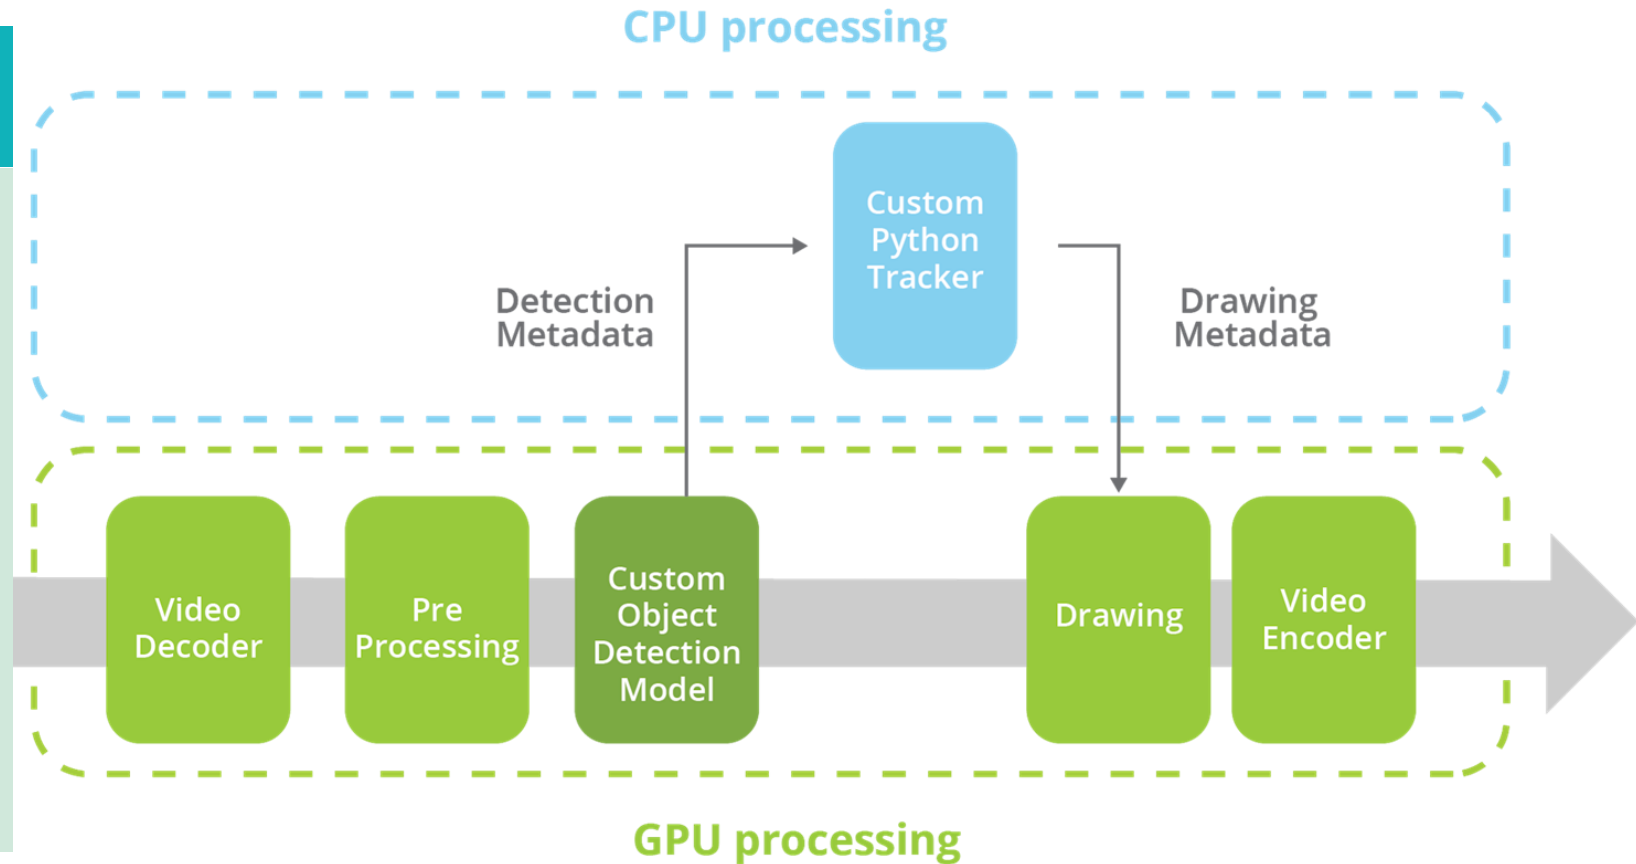 CPU processing
Custom
Python
Tracker
Detection
Metadata
Drawing
Metadata
Video
Decoder
Pre
Processing
Custom
Object
Detection
Model
Drawing
Video
Encoder
GPU processing